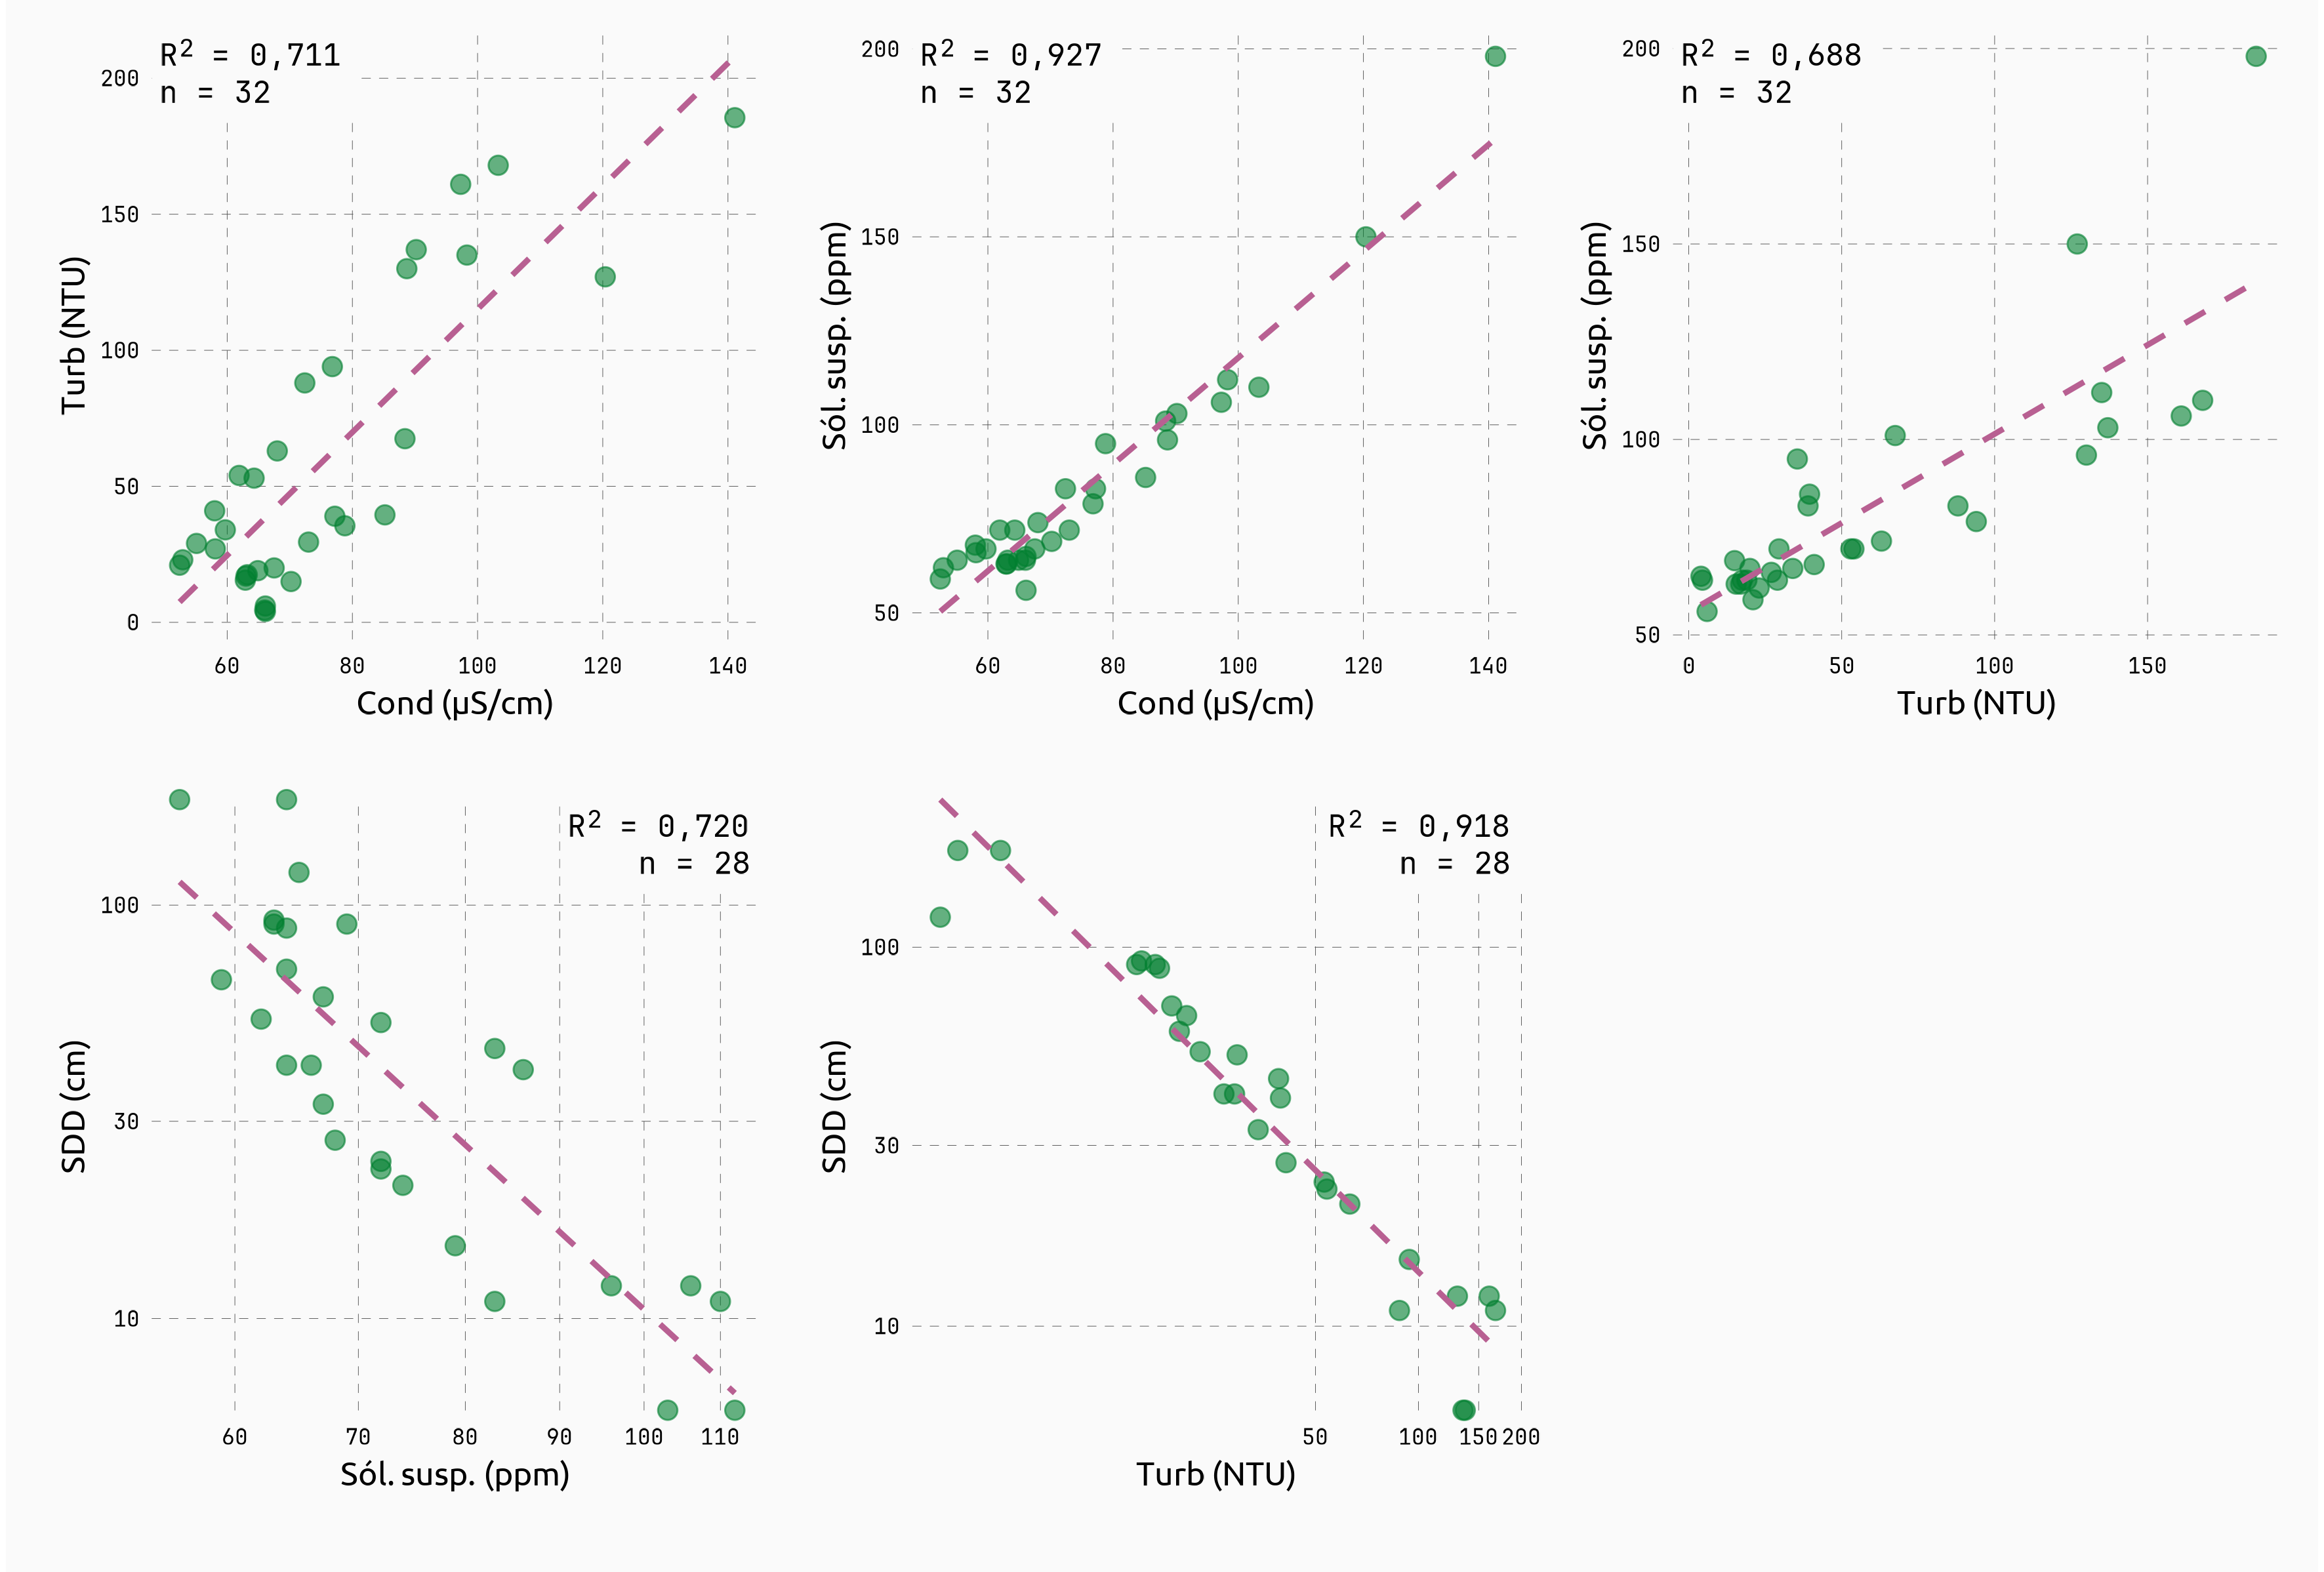 R² = 0,711
n = 32
200
150
100
50
0
Turb (NTU)
60 80 100 120 140
Cond (µS/cm)
R² = 0,927
n = 32
200
150
100
50
Sól. susp. (ppm)
60 80 100 120 140
Cond (µS/cm)
R² = 0,688
n = 32
200
150
100
50
Sól. susp. (ppm)
0 50 100 150
Turb (NTU)
R² = 0,720
n = 28
100
30
10
SDD (cm)
60 70 80 90 100 110
Sól. susp. (ppm)
R² = 0,918
n = 28
100
30
10
SDD (cm)
50 100 150 200
Turb (NTU)